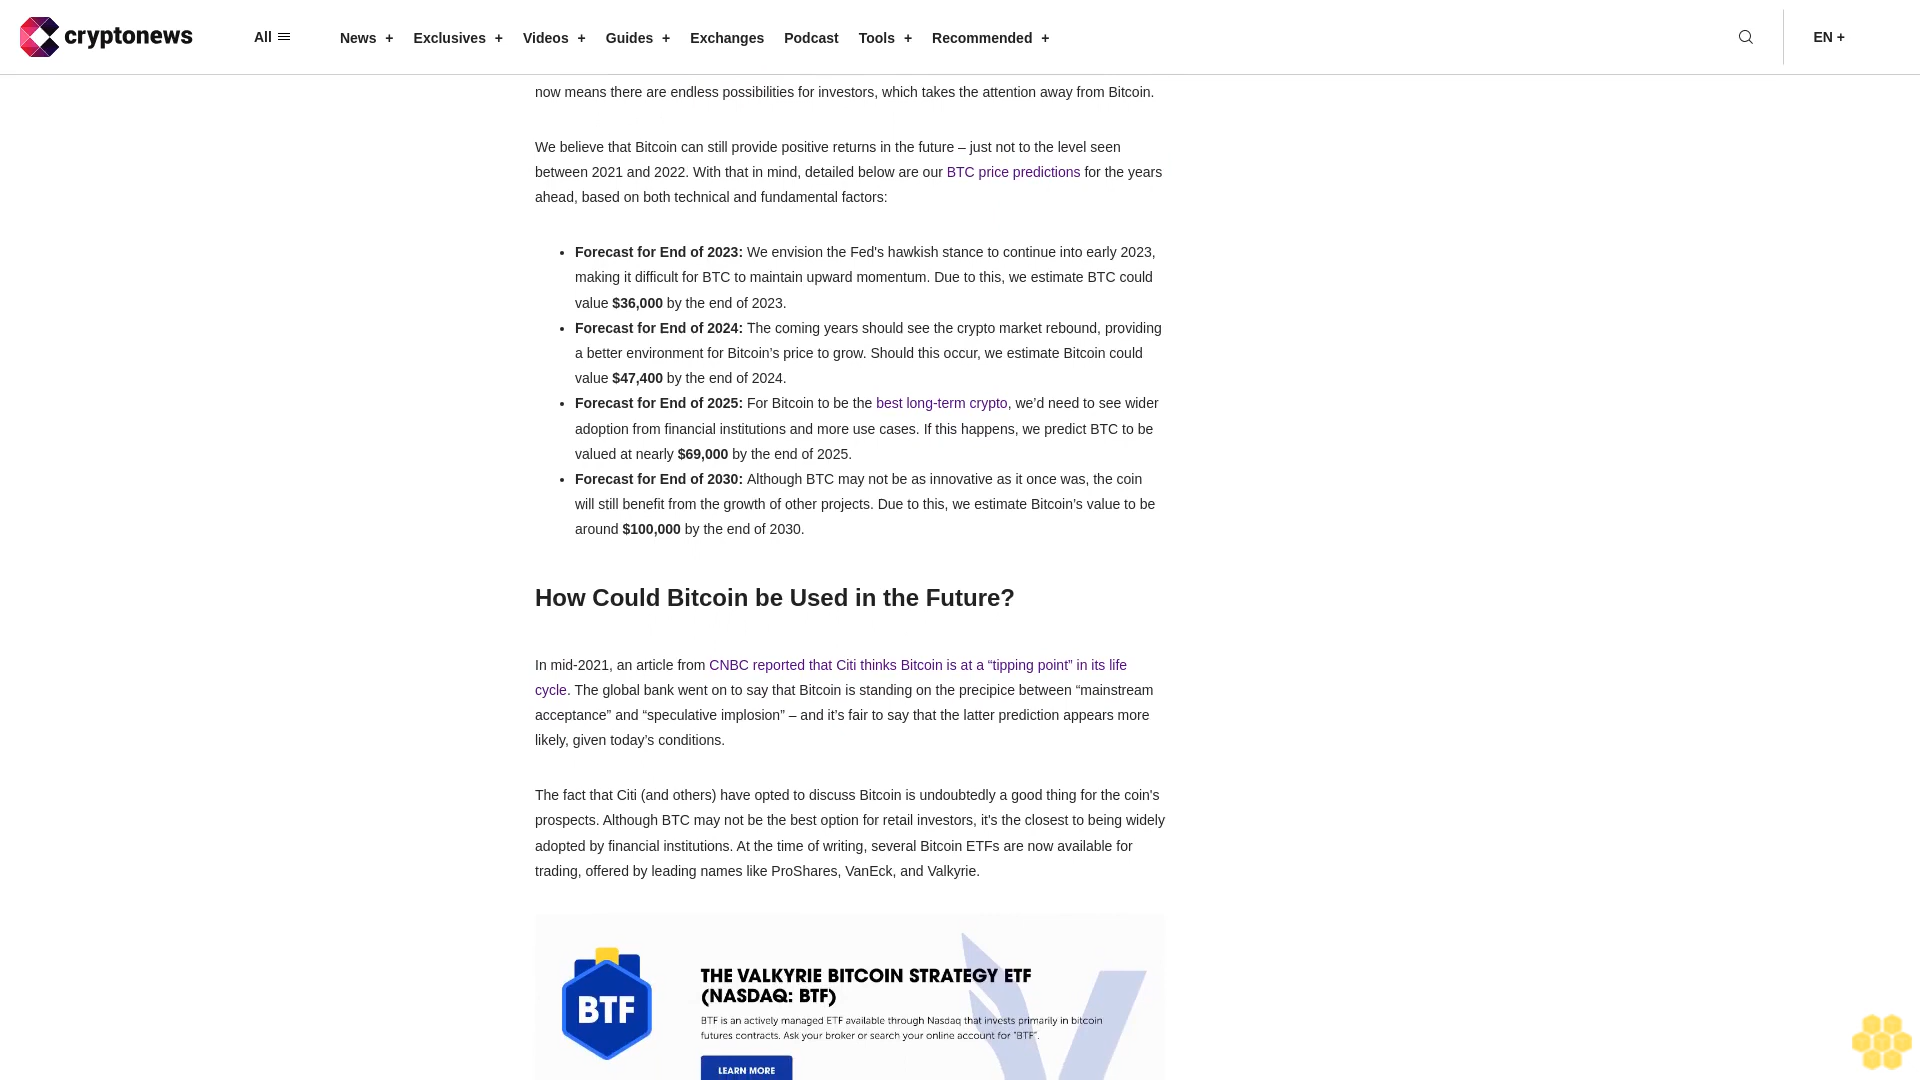 cryptonews
All
News +
Exclusives +
Videos +
Guides +
Exchanges
Podcast
Tools +
Recommended +
EN +
now means there are endless possibilities for investors, which takes the attention away from Bitcoin.
We believe that Bitcoin can still provide positive returns in the future – just not to the level seen
between 2021 and 2022. With that in mind, detailed below are our BTC price predictions for the years
ahead, based on both technical and fundamental factors:
• Forecast for End of 2023: We envision the Fed's hawkish stance to continue into early 2023,
making it difficult for BTC to maintain upward momentum. Due to this, we estimate BTC could
value $36,000 by the end of 2023.
• Forecast for End of 2024: The coming years should see the crypto market rebound, providing
a better environment for Bitcoin’s price to grow. Should this occur, we estimate Bitcoin could
value $47,400 by the end of 2024.
• Forecast for End of 2025: For Bitcoin to be the best long-term crypto, we’d need to see wider
adoption from financial institutions and more use cases. If this happens, we predict BTC to be
valued at nearly $69,000 by the end of 2025.
• Forecast for End of 2030: Although BTC may not be as innovative as it once was, the coin
will still benefit from the growth of other projects. Due to this, we estimate Bitcoin’s value to be
around $100,000 by the end of 2030.
How Could Bitcoin be Used in the Future?
In mid-2021, an article from CNBC reported that Citi thinks Bitcoin is at a “tipping point” in its life
cycle. The global bank went on to say that Bitcoin is standing on the precipice between “mainstream
acceptance” and “speculative implosion” – and it’s fair to say that the latter prediction appears more
likely, given today’s conditions.
The fact that Citi (and others) have opted to discuss Bitcoin is undoubtedly a good thing for the coin's
prospects. Although BTC may not be the best option for retail investors, it's the closest to being widely
adopted by financial institutions. At the time of writing, several Bitcoin ETFs are now available for
trading, offered by leading names like ProShares, VanEck, and Valkyrie.
BTF
THE VALKYRIE BITCOIN STRATEGY ETF
(NASDAQ: BTF)
BTF is an actively managed ETF available through Nasdaq that invests primarily in bitcoin
futures contracts. Ask your broker or search your online account for “BTF”.
LEARN MORE